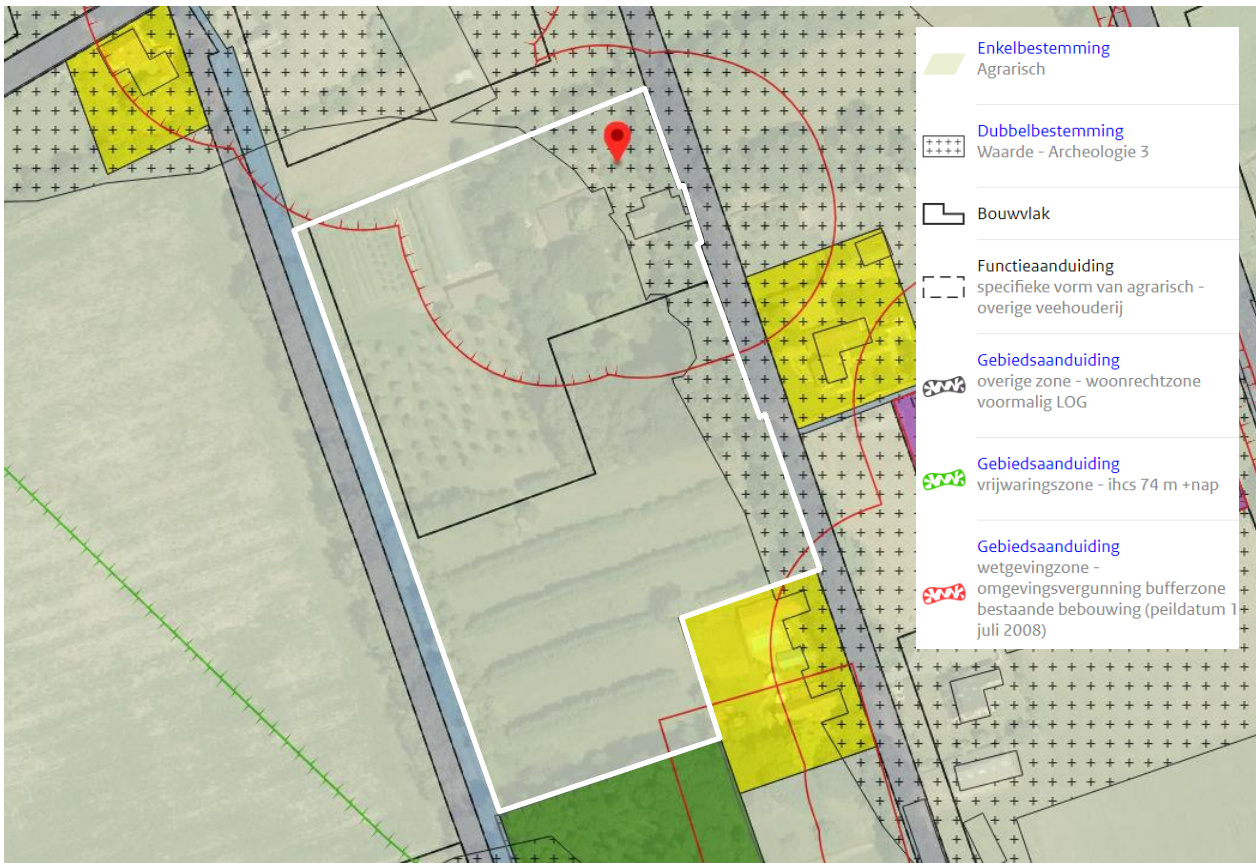 Enkelbestemming
Agrarisch
Dubbelbestemming
Waarde - Archeologie 3
Bouwvlak
Functieaanduiding
specifieke vorm van agrarisch -
overige veehouderij
Gebiedsaanduiding
overige zone - woonrechtzone
voormalig LOG
Gebiedsaanduiding
vrijwaringszone - ihcs 74 m +nap
Gebiedsaanduiding
wetgevingzone -
omgevingsvergunning bufferzone
bestaande bebouwing (peildatum 1
juli 2008)